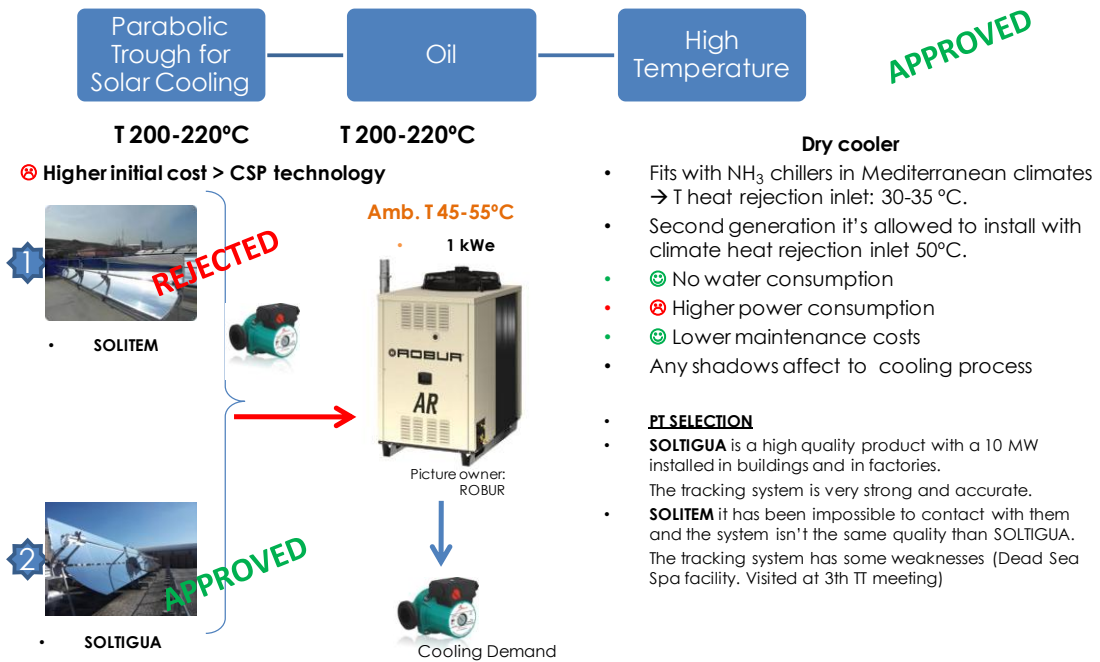 Parabolic
Trough for
Solar Cooling
Oil
High
Temperature
APPROVED
T 200-220ºC
T 200-220ºC
☹ Higher initial cost > CSP technology
1
REJECTED
• SOLITEM
2
APPROVED
• SOLTIGUA
Amb. T 45-55ºC
• 1 kWe
ROBUR
AR
Picture owner:
ROBUR
Cooling Demand
Dry cooler
• Fits with NH₃ chillers in Mediterranean climates
→ T heat rejection inlet: 30-35 ºC.
• Second generation it's allowed to install with
climate heat rejection inlet 50ºC.
• ☺ No water consumption
• ☹ Higher power consumption
• ☺ Lower maintenance costs
• Any shadows affect to cooling process
• PT SELECTION
• SOLTIGUA is a high quality product with a 10 MW
installed in buildings and in factories.
The tracking system is very strong and accurate.
• SOLITEM it has been impossible to contact with them
and the system isn't the same quality than SOLTIGUA.
The tracking system has some weaknesses (Dead Sea
Spa facility. Visited at 3th TT meeting)